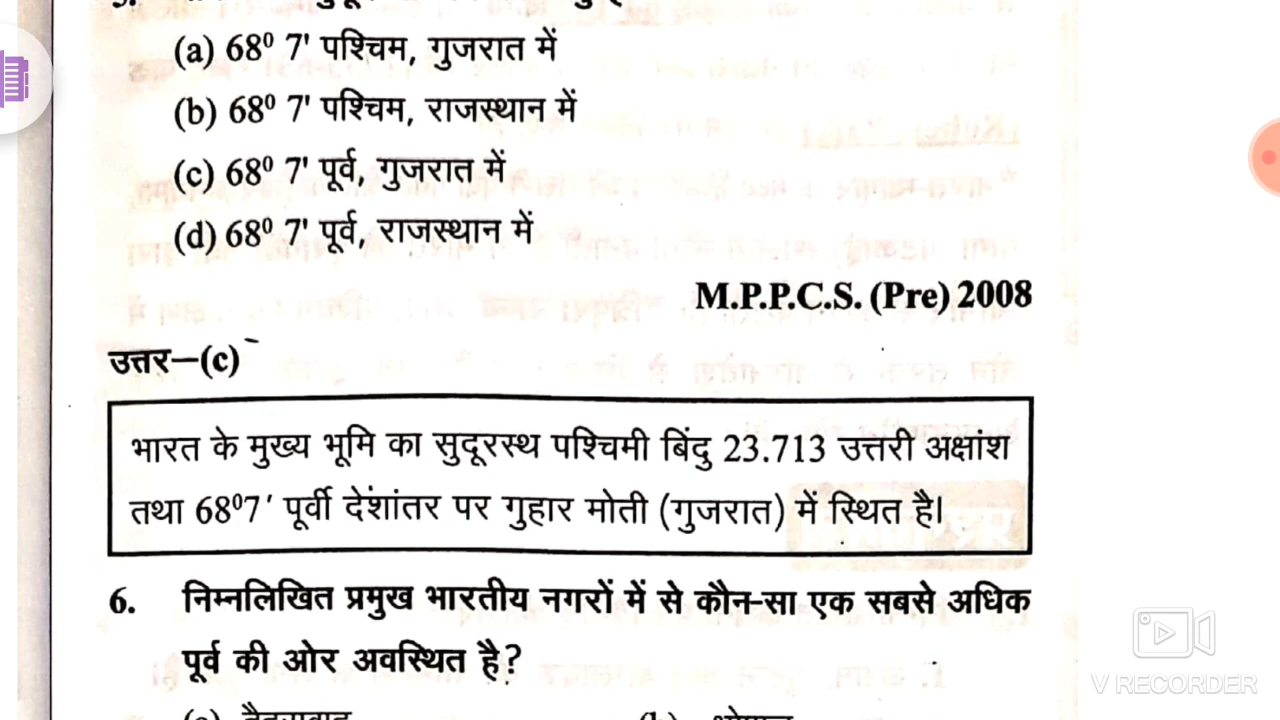 (a) 68⁰ 7' पश्चिम, गुजरात में
(b) 68⁰ 7' पश्चिम, राजस्थान में
(c) 68⁰ 7' पूर्व, गुजरात में
(d) 68⁰ 7' पूर्व, राजस्थान में
M.P.P.C.S. (Pre) 2008
उत्तर–(c)
भारत के मुख्य भूमि का सुदूरस्थ पश्चिमी बिंदु 23.713 उत्तरी अक्षांश
तथा 68⁰7′ पूर्वी देशांतर पर गुहार मोती (गुजरात) में स्थित है।
6. निम्नलिखित प्रमुख भारतीय नगरों में से कौन-सा एक सबसे अधिक
पूर्व की ओर अवस्थित है?
V RECORDER